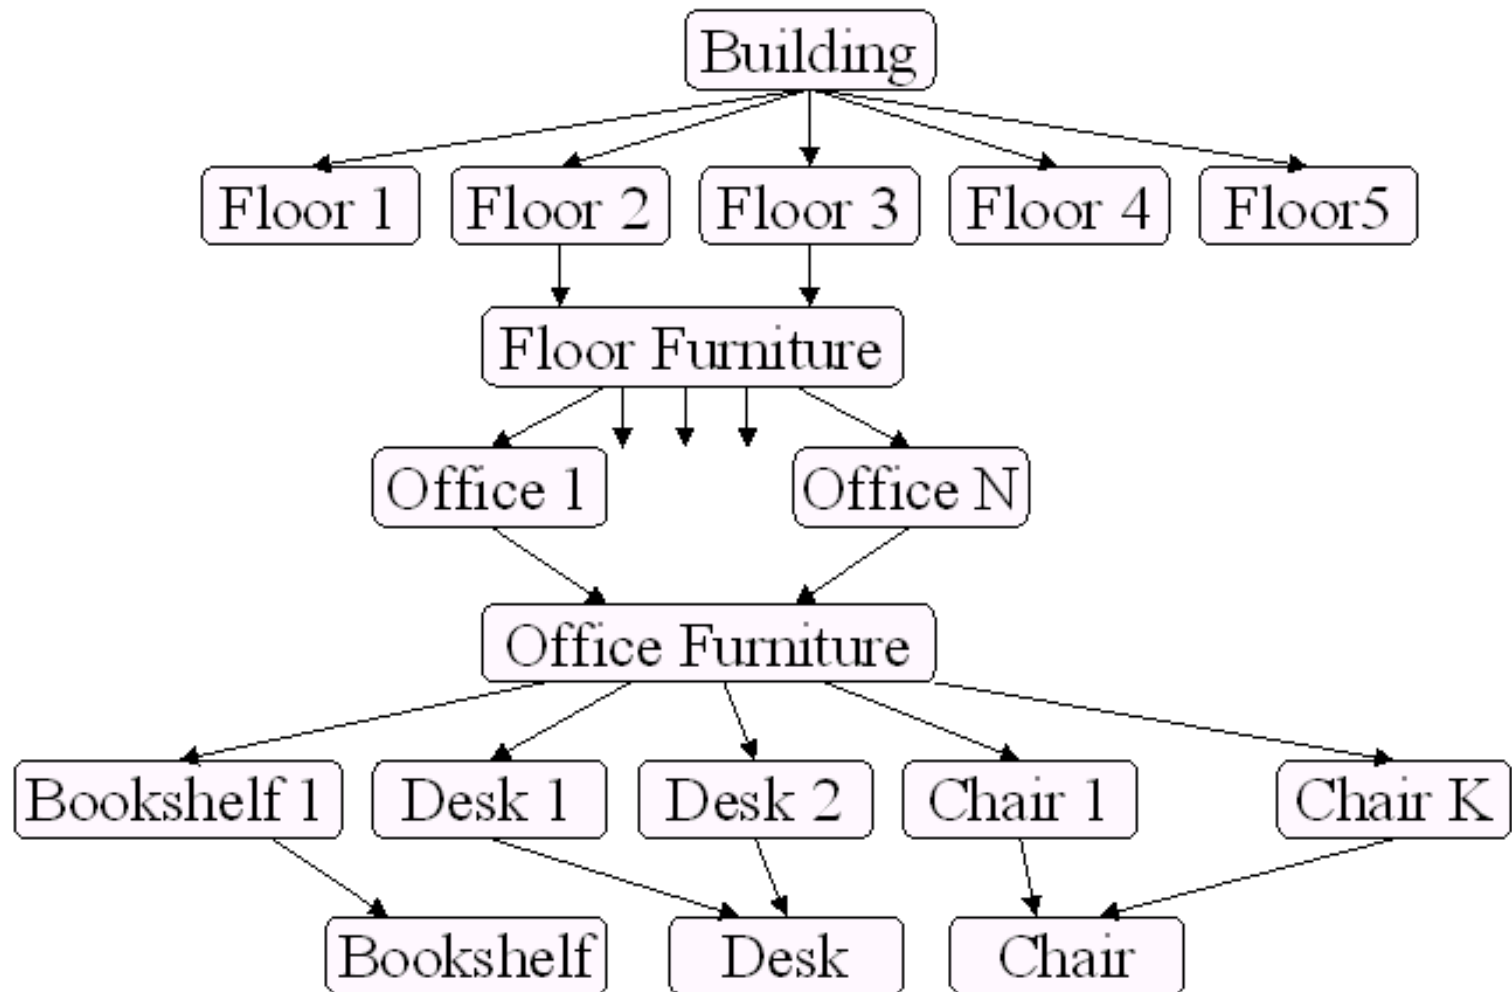 Building
Floor 1
Floor 2
Floor 3
Floor 4
Floor5
Floor Furniture
Office 1
Office N
Office Furniture
Bookshelf 1
Desk 1
Desk 2
Chair 1
Chair K
Bookshelf
Desk
Chair